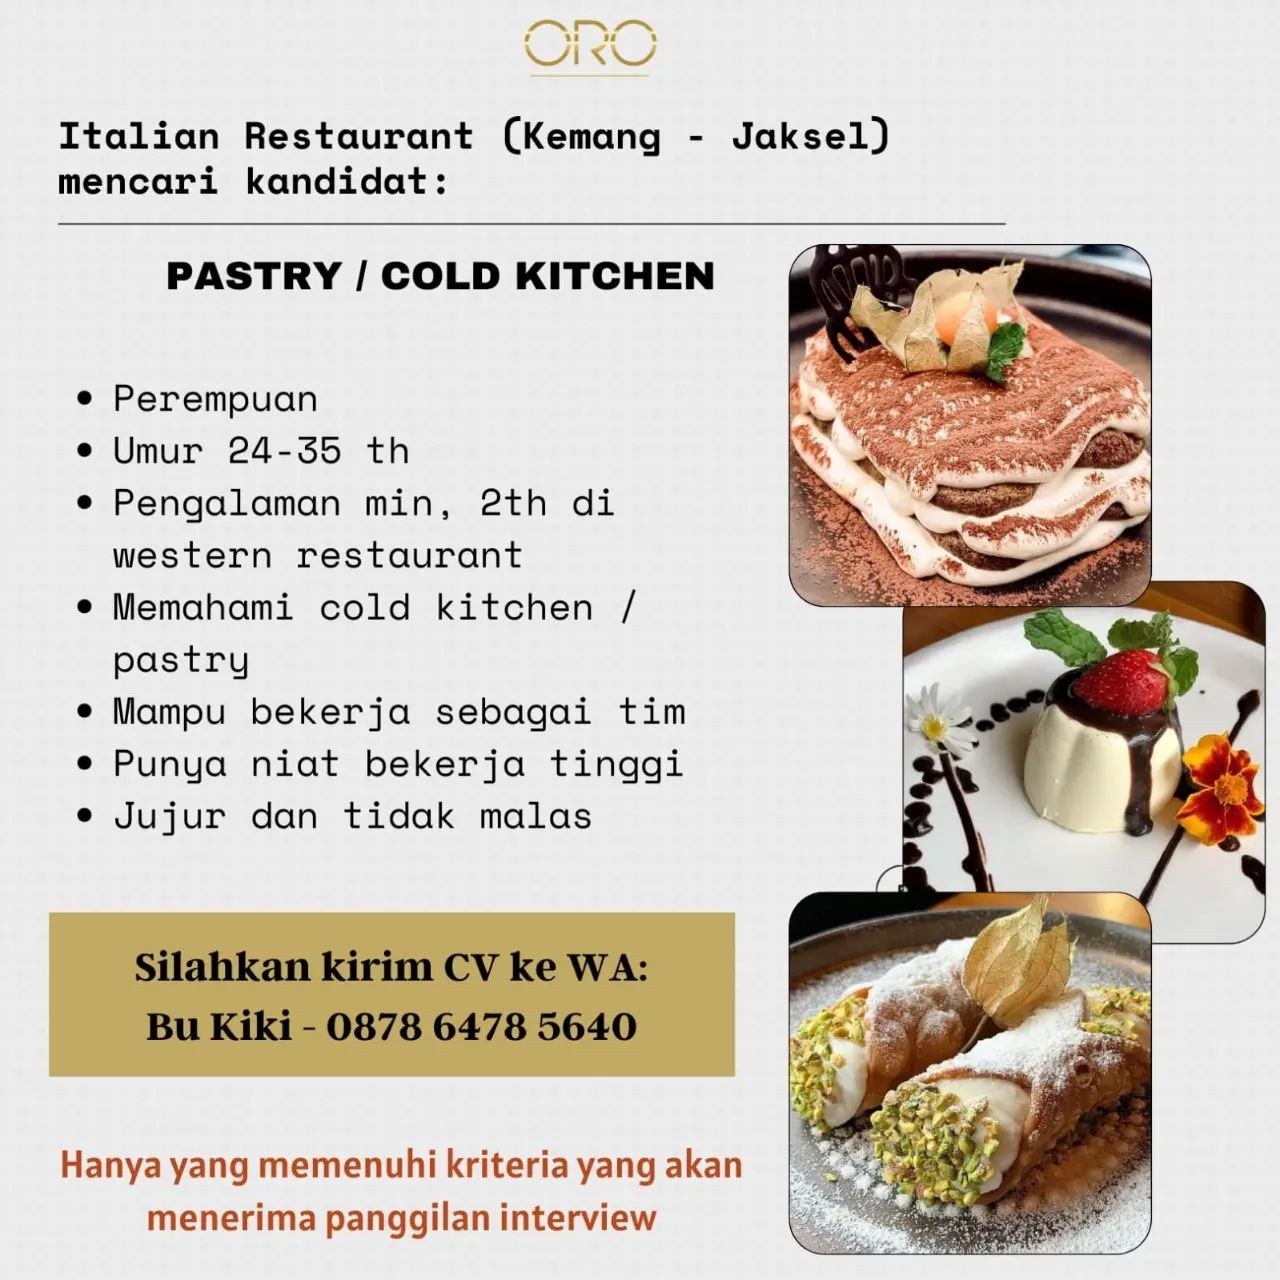 ORO
Italian Restaurant (Kemang - Jaksel)
mencari kandidat:
PASTRY / COLD KITCHEN
• Perempuan
• Umur 24-35 th
• Pengalaman min, 2th di
western restaurant
• Memahami cold kitchen /
pastry
• Mampu bekerja sebagai tim
• Punya niat bekerja tinggi
• Jujur dan tidak malas
Silahkan kirim CV ke WA:
Bu Kiki - 0878 6478 5640
Hanya yang memenuhi kriteria yang akan
menerima panggilan interview